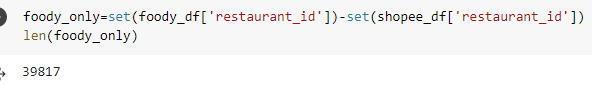 foody_only=set(foody_df['restaurant_id'])-set(shopee_df['restaurant_id'])
len(foody_only)
39817